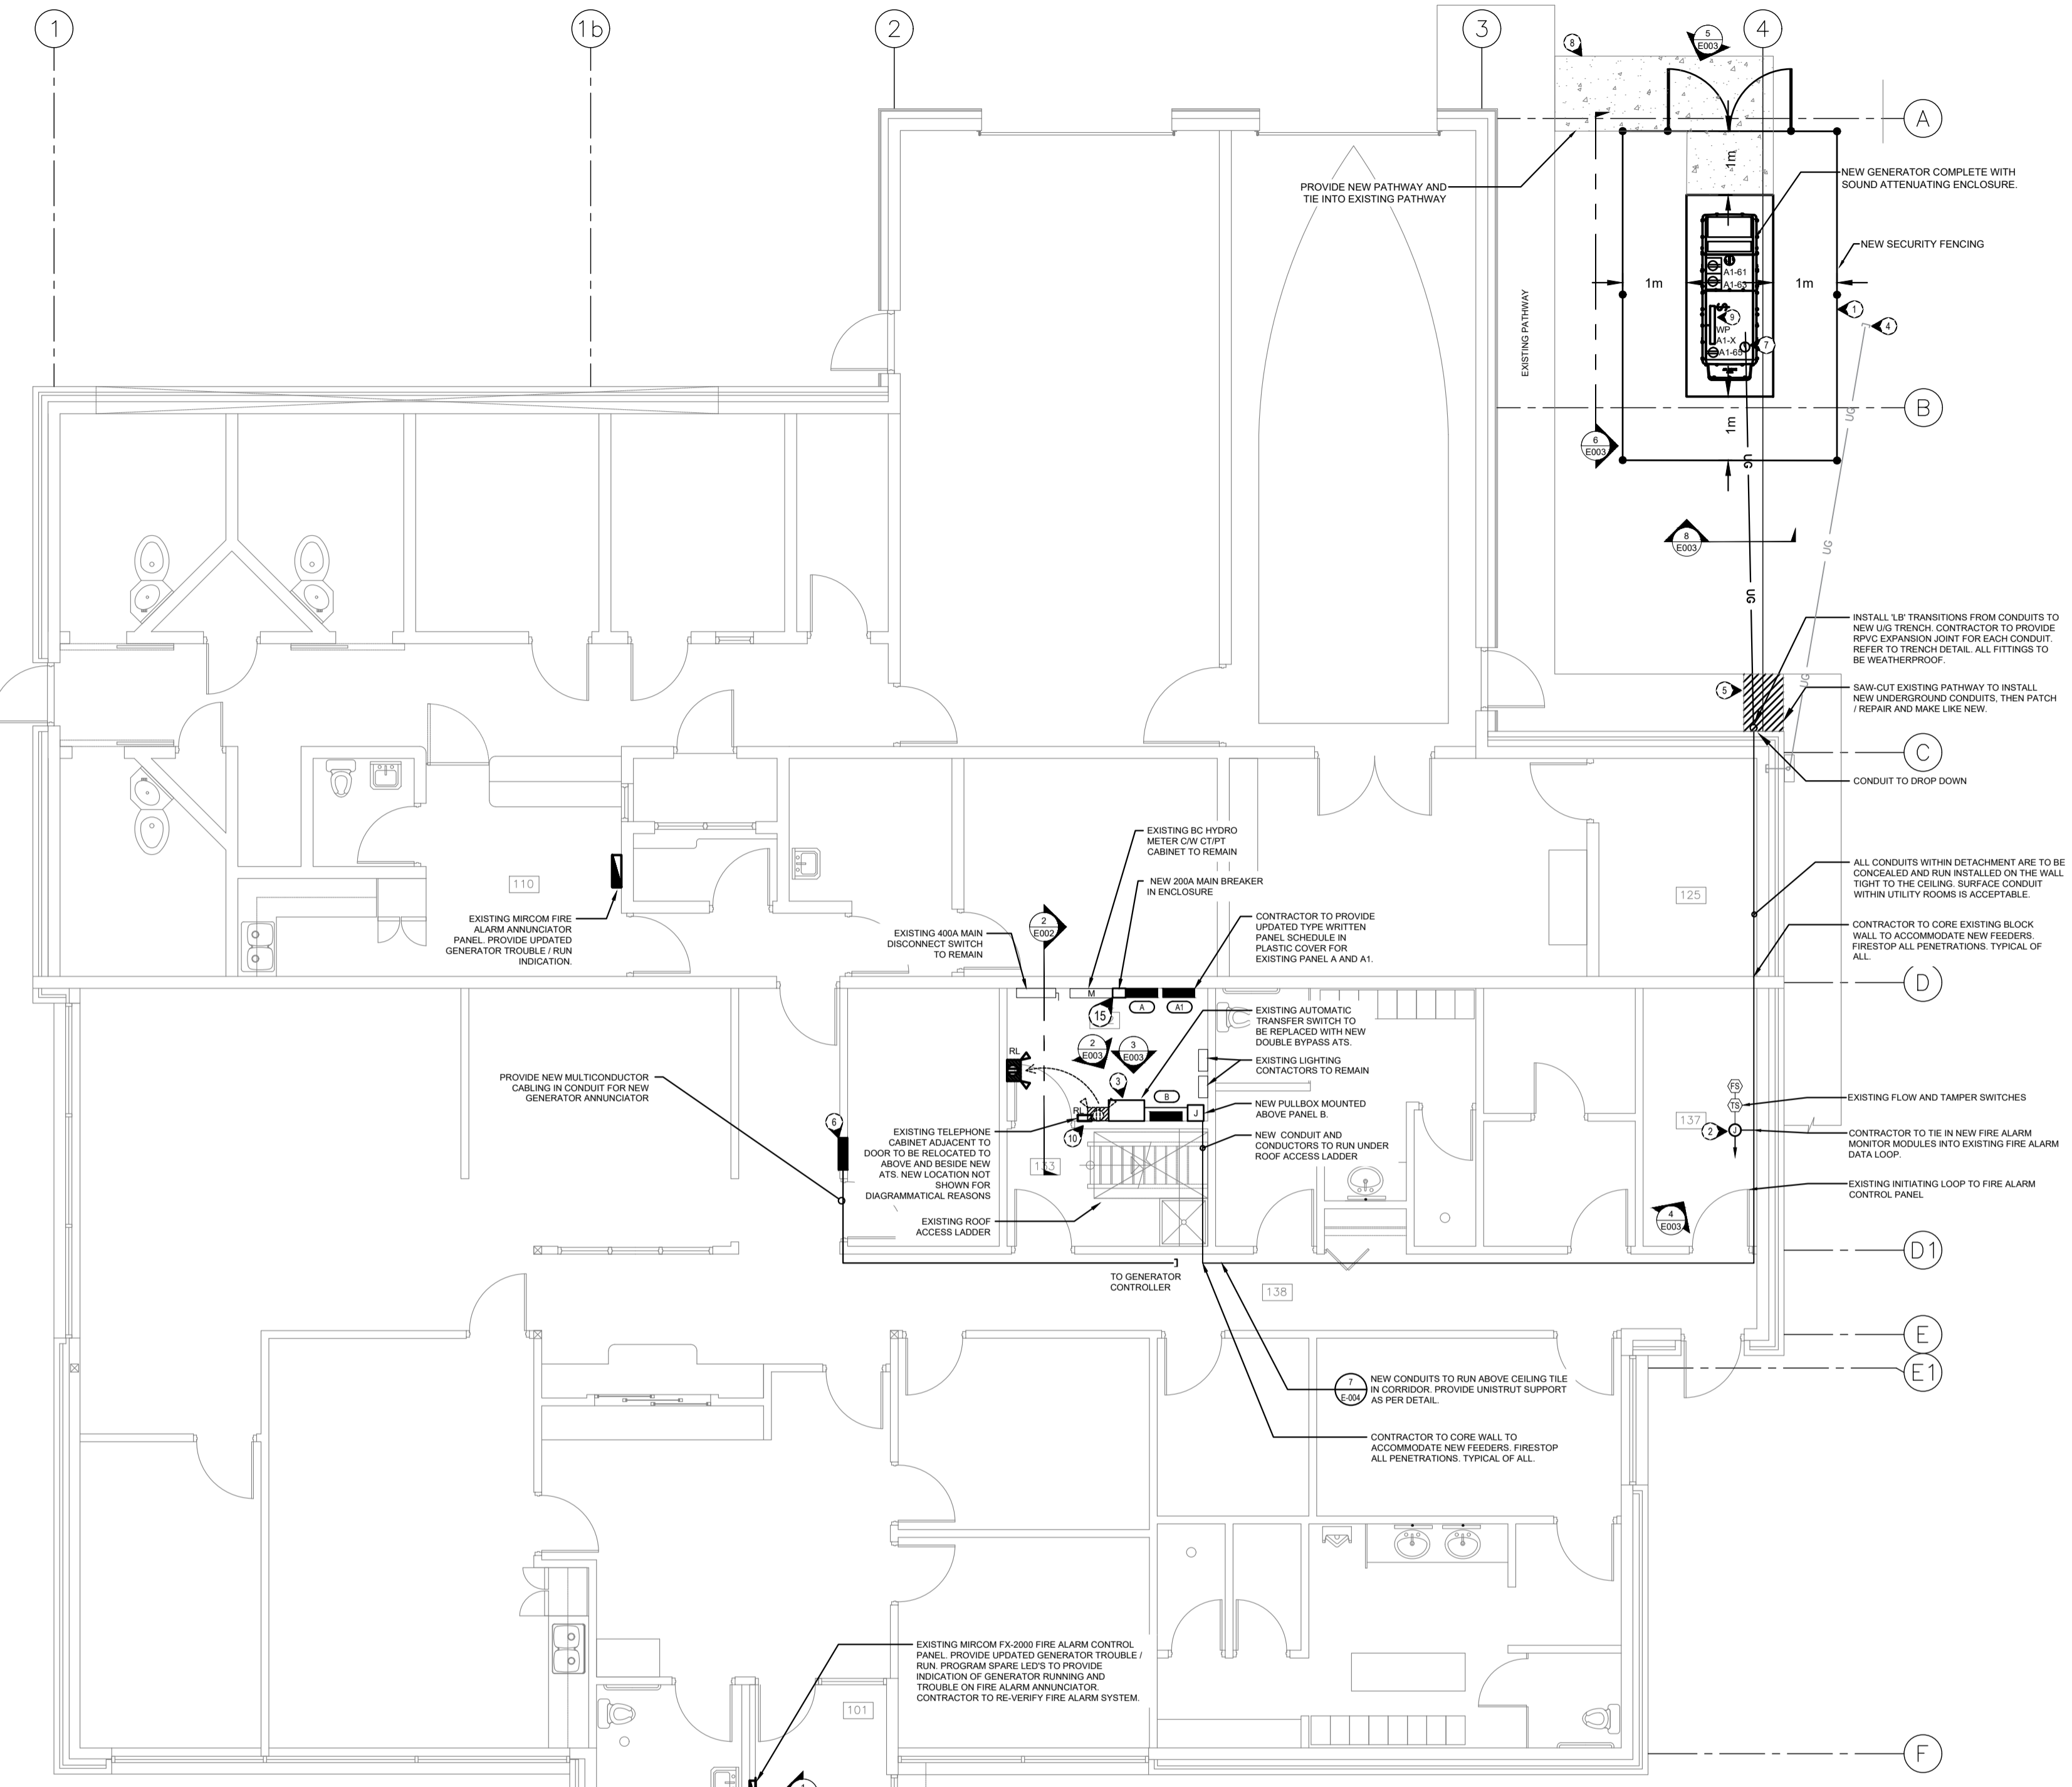 1
1b
2
3
4
8
5
E003
A
PROVIDE NEW PATHWAY AND
TIE INTO EXISTING PATHWAY
1m
NEW GENERATOR COMPLETE WITH
SOUND ATTENUATING ENCLOSURE.
NEW SECURITY FENCING
EXISTING PATHWAY
1m
1m
A1-61
A1-63
9
WP
A1-X
A1-65
7
1
4
B
1m
6
E003
UG
UG
UG
UG
UG
8
E003
INSTALL 'LB' TRANSITIONS FROM CONDUITS TO
NEW U/G TRENCH. CONTRACTOR TO PROVIDE
RPVC EXPANSION JOINT FOR EACH CONDUIT.
REFER TO TRENCH DETAIL. ALL FITTINGS TO
BE WEATHERPROOF.
5
SAW-CUT EXISTING PATHWAY TO INSTALL
NEW UNDERGROUND CONDUITS, THEN PATCH
/ REPAIR AND MAKE LIKE NEW.
C
CONDUIT TO DROP DOWN
EXISTING BC HYDRO
METER C/W CT/PT
CABINET TO REMAIN
NEW 200A MAIN BREAKER
IN ENCLOSURE
110
125
ALL CONDUITS WITHIN DETACHMENT ARE TO BE
CONCEALED AND RUN INSTALLED ON THE WALL
TIGHT TO THE CEILING. SURFACE CONDUIT
WITHIN UTILITY ROOMS IS ACCEPTABLE.
EXISTING MIRCOM FIRE
ALARM ANNUNCIATOR
PANEL. PROVIDE UPDATED
GENERATOR TROUBLE / RUN
INDICATION.
EXISTING 400A MAIN
DISCONNECT SWITCH
TO REMAIN
2
E002
CONTRACTOR TO PROVIDE
UPDATED TYPE WRITTEN
PANEL SCHEDULE IN
PLASTIC COVER FOR
EXISTING PANEL A AND A1.
CONTRACTOR TO CORE EXISTING BLOCK
WALL TO ACCOMMODATE NEW FEEDERS.
FIRESTOP ALL PENETRATIONS. TYPICAL OF
ALL.
D
M
15
A
A1
EXISTING AUTOMATIC
TRANSFER SWITCH TO
BE REPLACED WITH NEW
DOUBLE BYPASS ATS.
2
E003
3
E003
RL
EXISTING LIGHTING
CONTACTORS TO REMAIN
PROVIDE NEW MULTICONDUCTOR
CABLING IN CONDUIT FOR NEW
GENERATOR ANNUNCIATOR
3
B
RL
J
10
NEW PULLBOX MOUNTED
ABOVE PANEL B.
6
EXISTING TELEPHONE
CABINET ADJACENT TO
DOOR TO BE RELOCATED TO
ABOVE AND BESIDE NEW
ATS. NEW LOCATION NOT
SHOWN FOR
DIAGRAMMATICAL REASONS
133
NEW CONDUIT AND
CONDUCTORS TO RUN UNDER
ROOF ACCESS LADDER
FS
TS
EXISTING FLOW AND TAMPER SWITCHES
137
2
J
CONTRACTOR TO TIE IN NEW FIRE ALARM
MONITOR MODULES INTO EXISTING FIRE ALARM
DATA LOOP.
EXISTING INITIATING LOOP TO FIRE ALARM
CONTROL PANEL
4
E003
EXISTING ROOF
ACCESS LADDER
D1
TO GENERATOR
CONTROLLER
138
E
E1
7
E-004
NEW CONDUITS TO RUN ABOVE CEILING TILE
IN CORRIDOR. PROVIDE UNISTRUT SUPPORT
AS PER DETAIL.
CONTRACTOR TO CORE WALL TO
ACCOMMODATE NEW FEEDERS. FIRESTOP
ALL PENETRATIONS. TYPICAL OF ALL.
EXISTING MIRCOM FX-2000 FIRE ALARM CONTROL
PANEL. PROVIDE UPDATED GENERATOR TROUBLE /
RUN. PROGRAM SPARE LED'S TO PROVIDE
INDICATION OF GENERATOR RUNNING AND
TROUBLE ON FIRE ALARM ANNUNCIATOR.
CONTRACTOR TO RE-VERIFY FIRE ALARM SYSTEM.
101
F
1